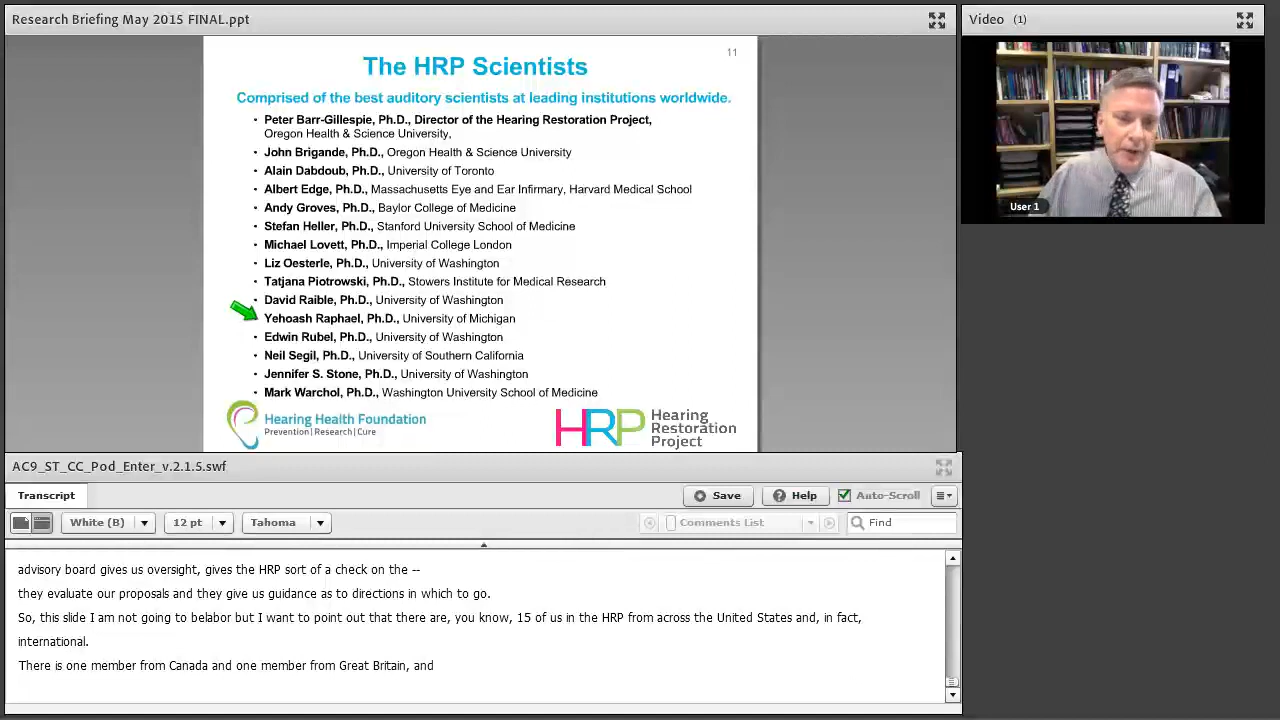 Research Briefing May 2015 FINAL.ppt
Video (1)
11
The HRP Scientists
Comprised of the best auditory scientists at leading institutions worldwide.
• Peter Barr-Gillespie, Ph.D., Director of the Hearing Restoration Project,
Oregon Health & Science University,
• John Brigande, Ph.D., Oregon Health & Science University
• Alain Dabdoub, Ph.D., University of Toronto
• Albert Edge, Ph.D., Massachusetts Eye and Ear Infirmary, Harvard Medical School
• Andy Groves, Ph.D., Baylor College of Medicine
• Stefan Heller, Ph.D., Stanford University School of Medicine
• Michael Lovett, Ph.D., Imperial College London
• Liz Oesterle, Ph.D., University of Washington
• Tatjana Piotrowski, Ph.D., Stowers Institute for Medical Research
• David Raible, Ph.D., University of Washington
• Yehoash Raphael, Ph.D., University of Michigan
• Edwin Rubel, Ph.D., University of Washington
• Neil Segil, Ph.D., University of Southern California
• Jennifer S. Stone, Ph.D., University of Washington
• Mark Warchol, Ph.D., Washington University School of Medicine
Hearing Health Foundation
Prevention|Research|Cure
HRP Hearing
Restoration
Project
User 1
AC9_ST_CC_Pod_Enter_v.2.1.5.swf
Transcript
Save
Help
Auto-Scroll
White (B)
12 pt
Tahoma
Comments List
Find
advisory board gives us oversight, gives the HRP sort of a check on the --
they evaluate our proposals and they give us guidance as to directions in which to go.
So, this slide I am not going to belabor but I want to point out that there are, you know, 15 of us in the HRP from across the United States and, in fact,
international.
There is one member from Canada and one member from Great Britain, and